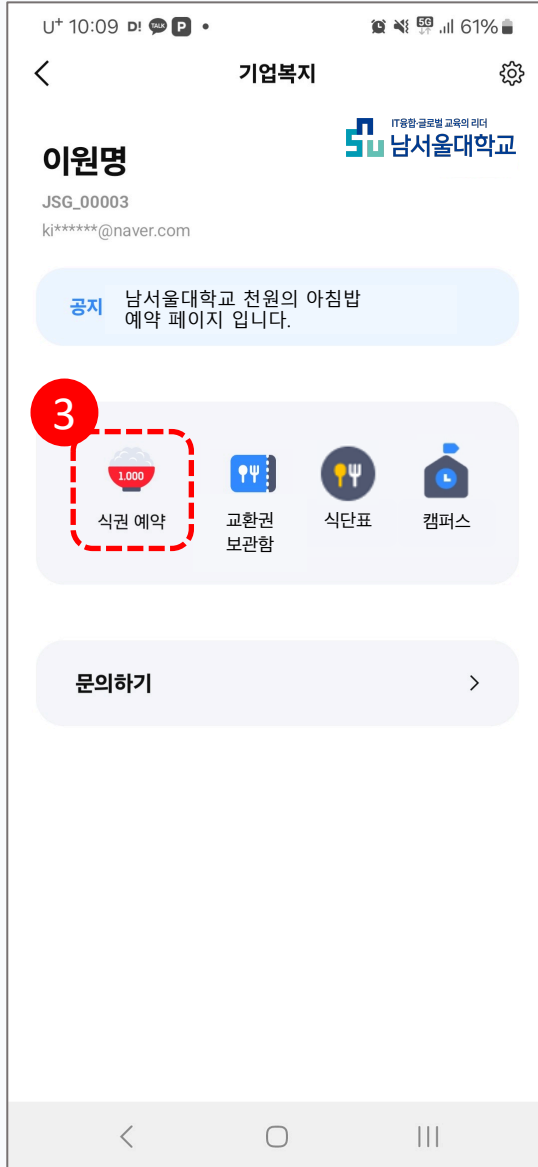 U+ 10:09 D! TALK P •
5G 61%
기업복지
IT융합·글로벌 교육의 리더
남서울대학교
이원명
JSG_00003
ki******@naver.com
공지 남서울대학교 천원의 아침밥
예약 페이지 입니다.
3
1.000
식권 예약
교환권
보관함
식단표
캠퍼스
문의하기